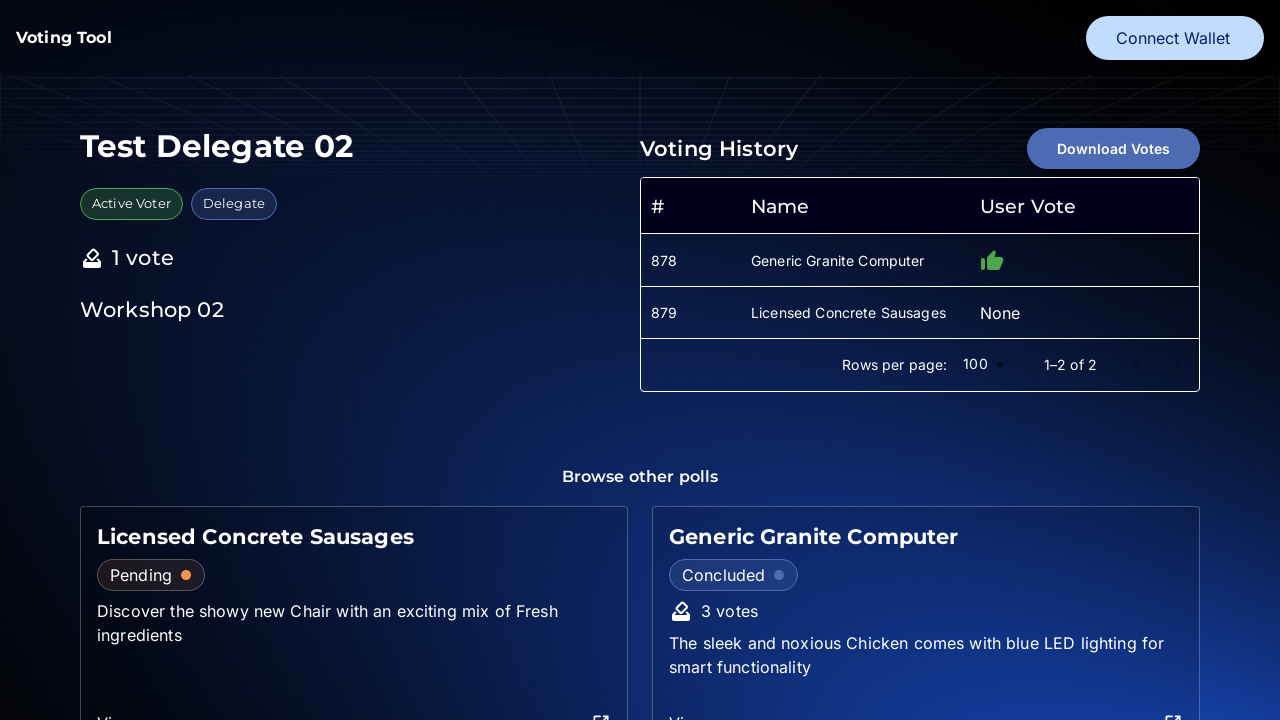 Voting Tool
Connect Wallet
Test Delegate 02
Active Voter
Delegate
1 vote
Workshop 02
Voting History
Download Votes
# Name User Vote
878 Generic Granite Computer
879 Licensed Concrete Sausages None
Rows per page: 100 1–2 of 2
Browse other polls
Licensed Concrete Sausages
Pending
Discover the showy new Chair with an exciting mix of Fresh
ingredients
Generic Granite Computer
Concluded
3 votes
The sleek and noxious Chicken comes with blue LED lighting for
smart functionality